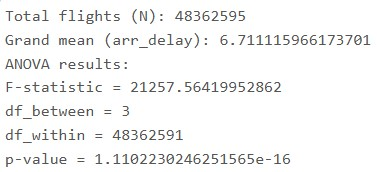 Total flights (N): 48362595
Grand mean (arr_delay): 6.711115966173701
ANOVA results:
F-statistic = 21257.56419952862
df_between = 3
df_within = 48362591
p-value = 1.1102230246251565e-16